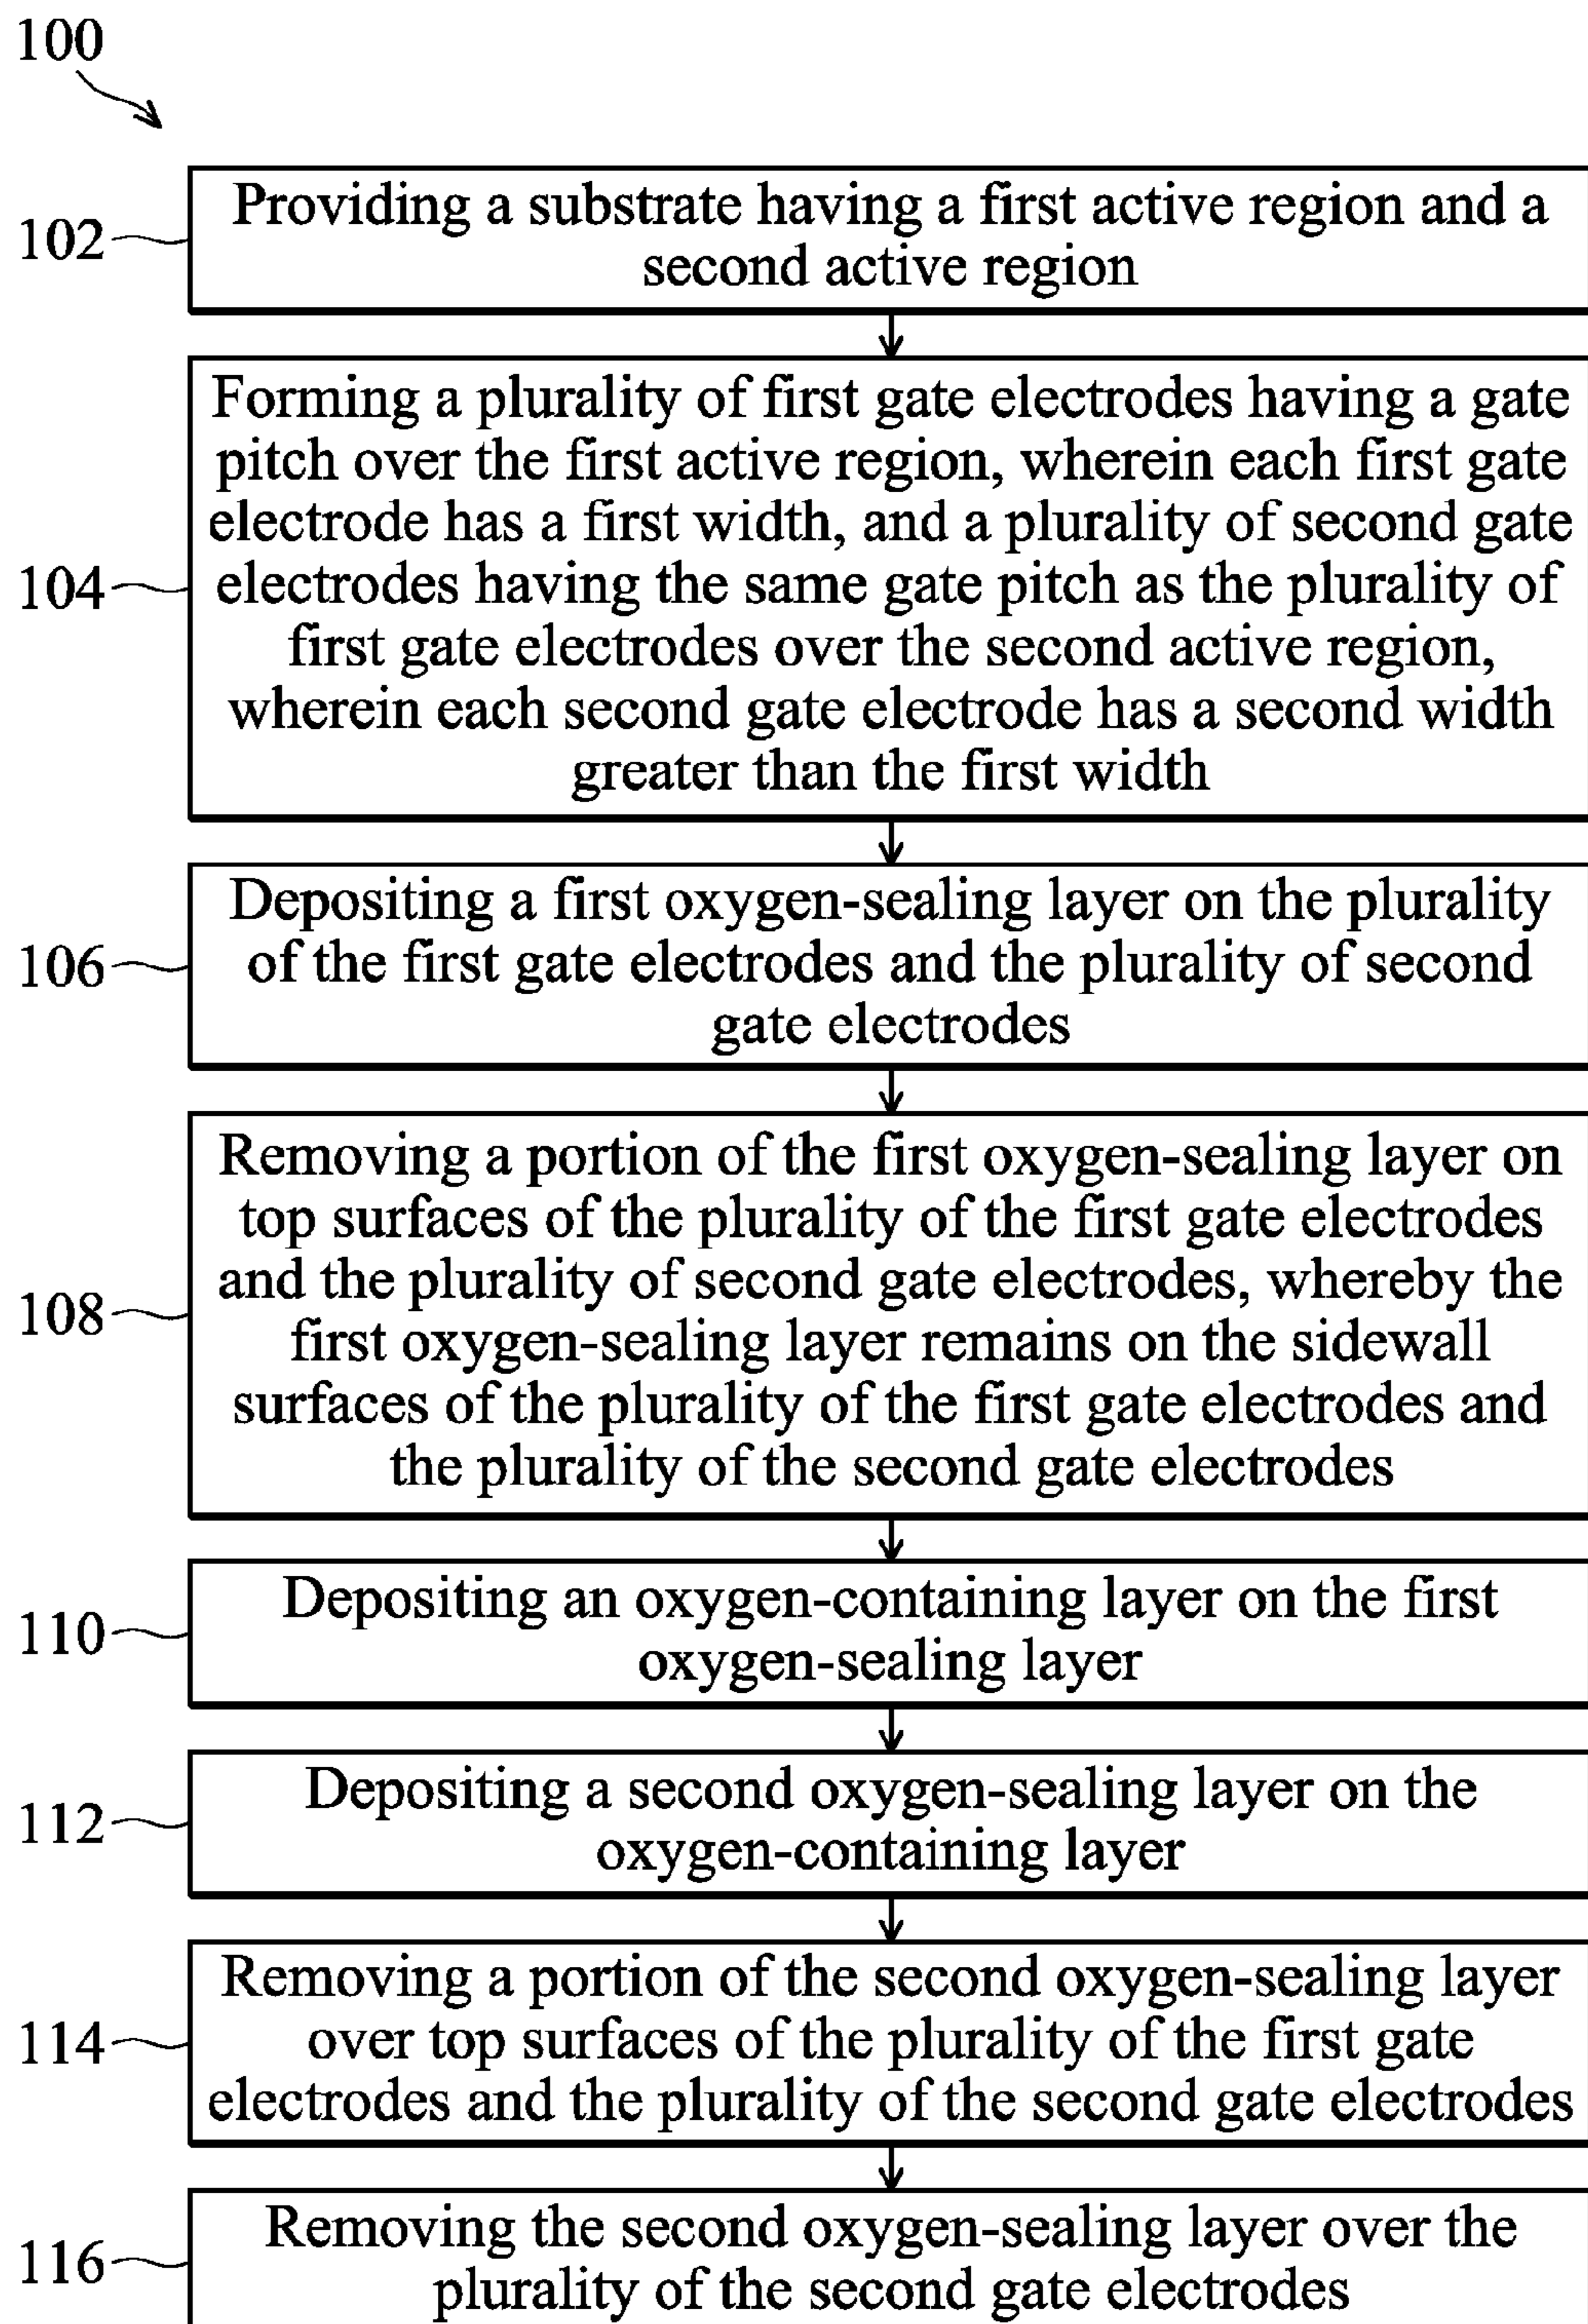 100
102
Providing a substrate having a first active region and a
second active region
104
Forming a plurality of first gate electrodes having a gate
pitch over the first active region, wherein each first gate
electrode has a first width, and a plurality of second gate
electrodes having the same gate pitch as the plurality of
first gate electrodes over the second active region,
wherein each second gate electrode has a second width
greater than the first width
106
Depositing a first oxygen-sealing layer on the plurality
of the first gate electrodes and the plurality of second
gate electrodes
108
Removing a portion of the first oxygen-sealing layer on
top surfaces of the plurality of the first gate electrodes
and the plurality of second gate electrodes, whereby the
first oxygen-sealing layer remains on the sidewall
surfaces of the plurality of the first gate electrodes and
the plurality of the second gate electrodes
110
Depositing an oxygen-containing layer on the first
oxygen-sealing layer
112
Depositing a second oxygen-sealing layer on the
oxygen-containing layer
114
Removing a portion of the second oxygen-sealing layer
over top surfaces of the plurality of the first gate
electrodes and the plurality of the second gate electrodes
116
Removing the second oxygen-sealing layer over the
plurality of the second gate electrodes